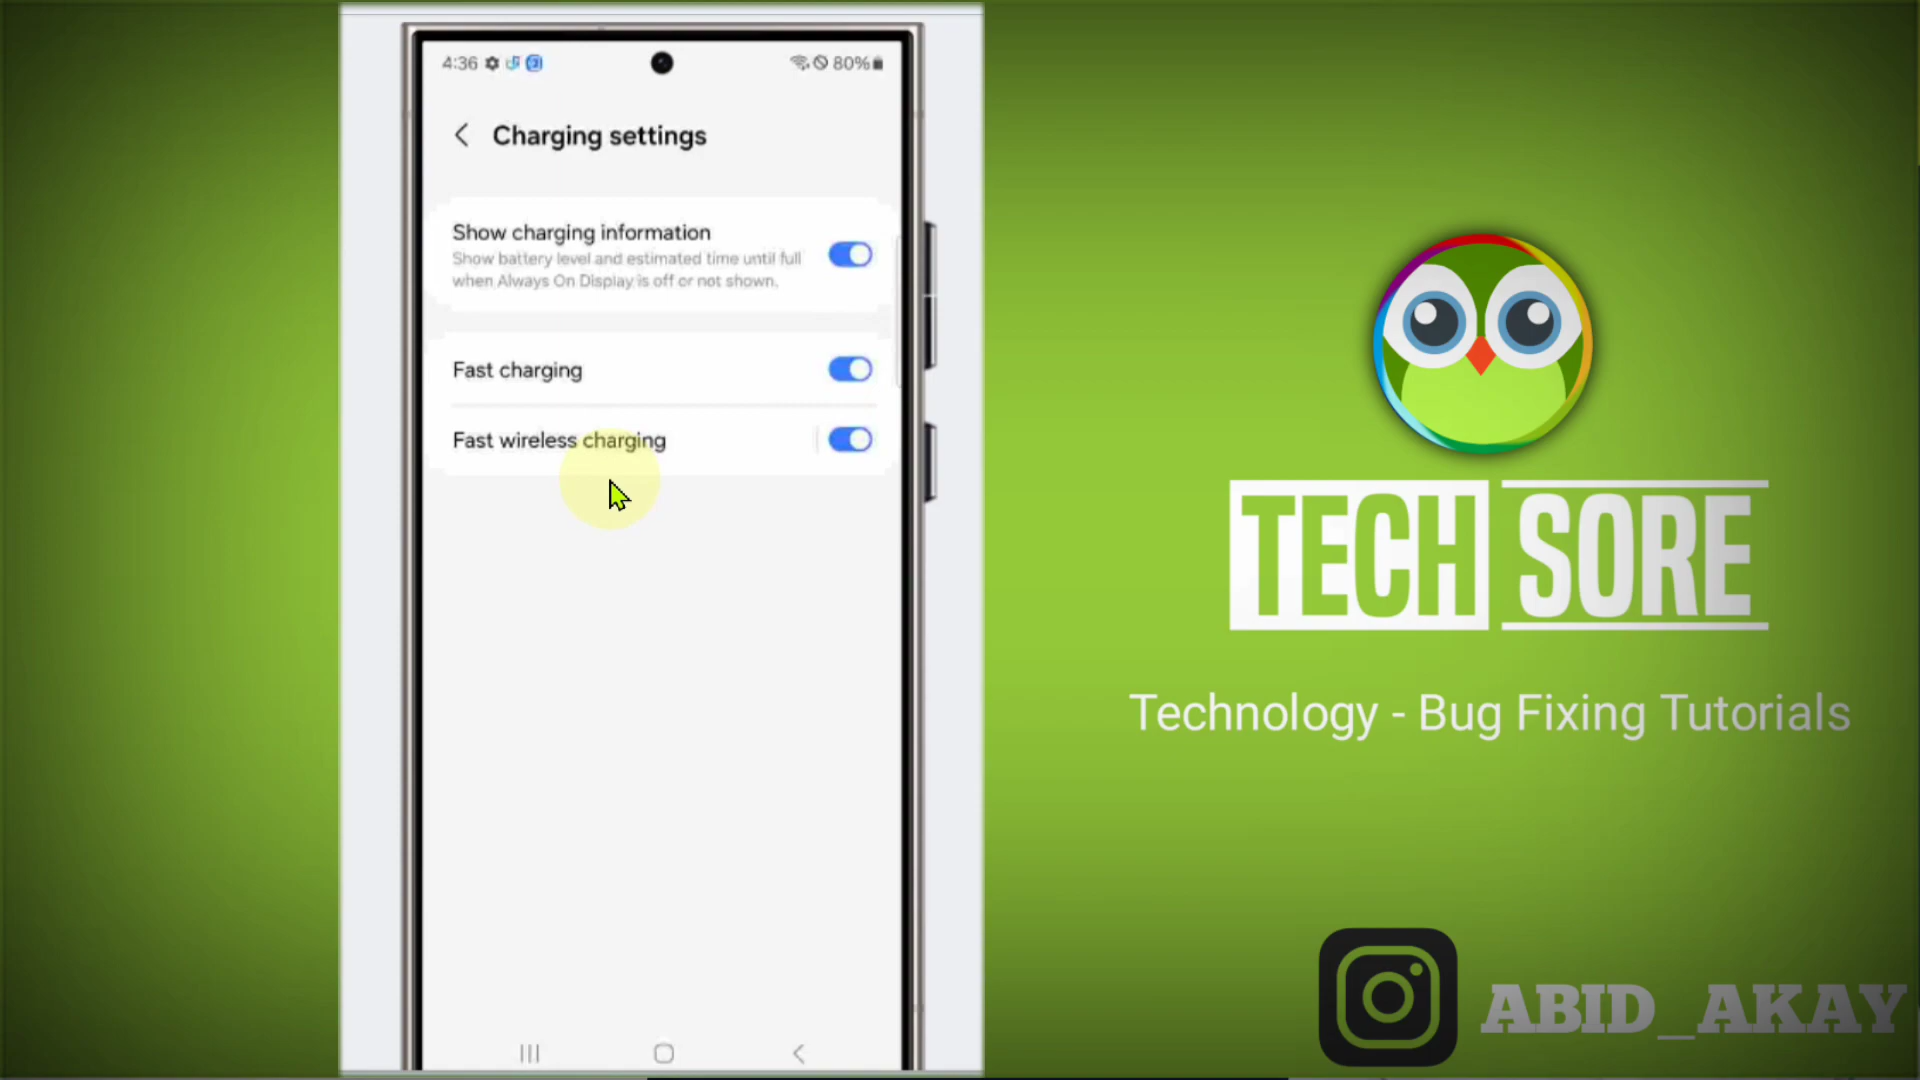 4:36
80%
Charging settings
Show charging information
Show battery level and estimated time until full
when Always On Display is off or not shown.
Fast charging
Fast wireless charging
TECH SORE
Technology - Bug Fixing Tutorials
ABID_AKAY